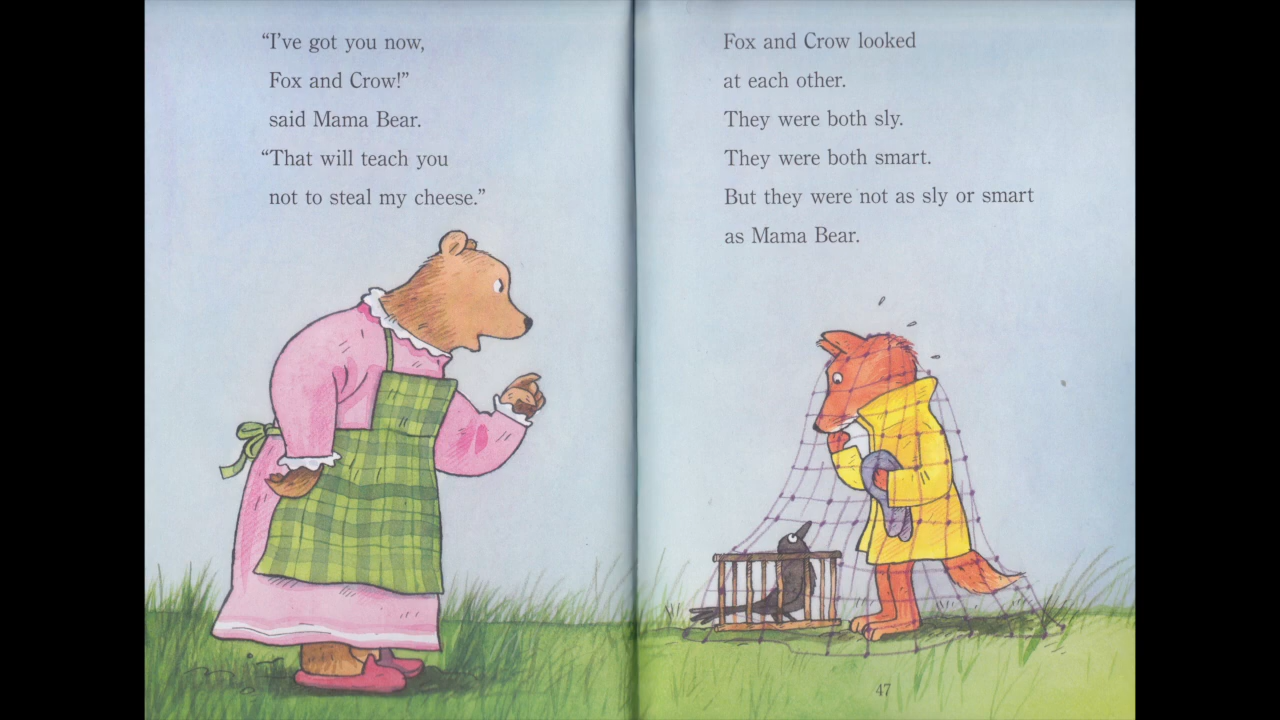 “I’ve got you now,
Fox and Crow!”
said Mama Bear.
“That will teach you
not to steal my cheese.”
Fox and Crow looked
at each other.
They were both sly.
They were both smart.
But they were not as sly or smart
as Mama Bear.
47